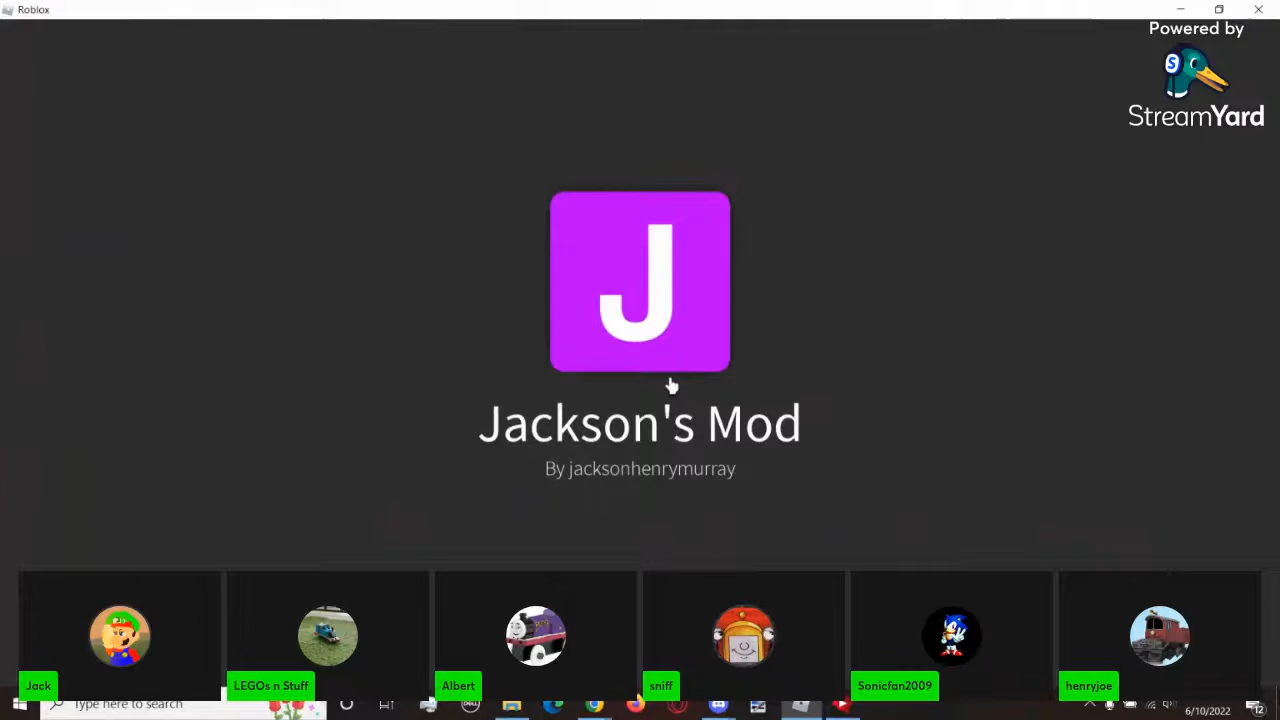 Roblox
Powered by
StreamYard
J
Jackson's Mod
By jacksonhenrymurray
Jack
LEGOs n Stuff
Albert
sniff
Sonicfan2009
henryjoe
Type here to search
6/10/2022
12